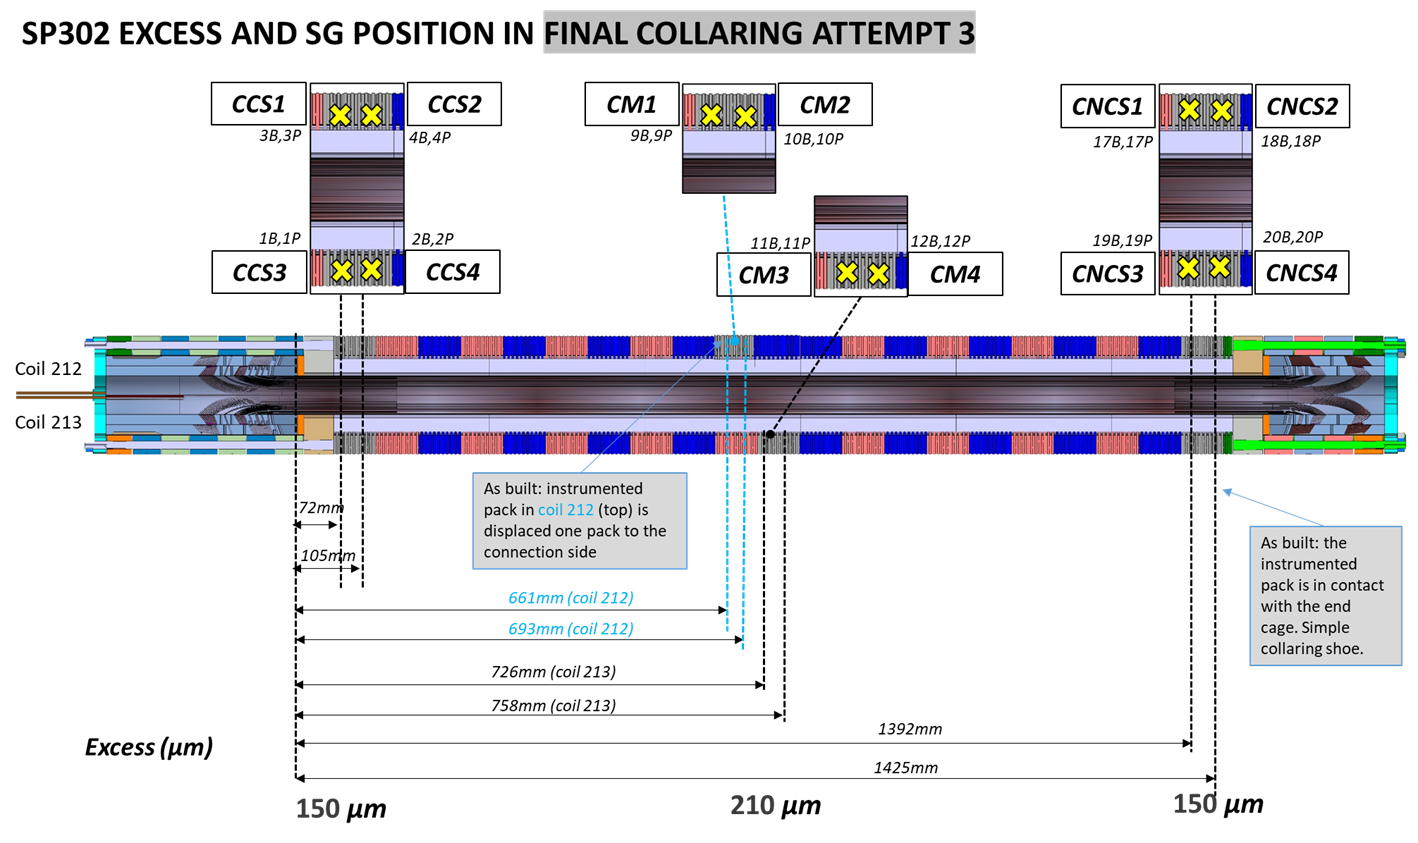 SP302 EXCESS AND SG POSITION IN FINAL COLLARING ATTEMPT 3
CCS1
CCS2
3B,3P
4B,4P
CM1
CM2
9B,9P
10B,10P
CNCS1
CNCS2
17B,17P
18B,18P
1B,1P
2B,2P
CCS3
CCS4
11B,11P
12B,12P
CM3
CM4
19B,19P
20B,20P
CNCS3
CNCS4
Coil 212
Coil 213
As built: instrumented
pack in coil 212 (top) is
displaced one pack to the
connection side
72mm
105mm
As built: the
instrumented
pack is in contact
with the end
cage. Simple
collaring shoe.
661mm (coil 212)
693mm (coil 212)
726mm (coil 213)
758mm (coil 213)
1392mm
Excess (µm)
1425mm
150 µm
210 µm
150 µm